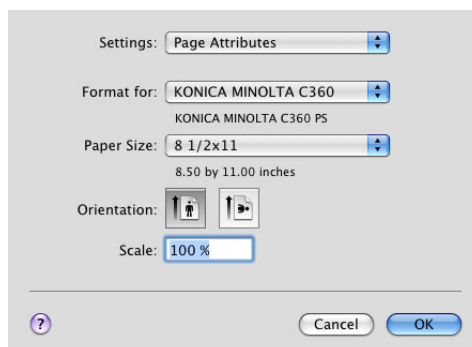 Settings: Page Attributes
Format for: KONICA MINOLTA C360
KONICA MINOLTA C360 PS
Paper Size: 8 1/2x11
8.50 by 11.00 inches
Orientation:
Scale: 100 %
? Cancel OK